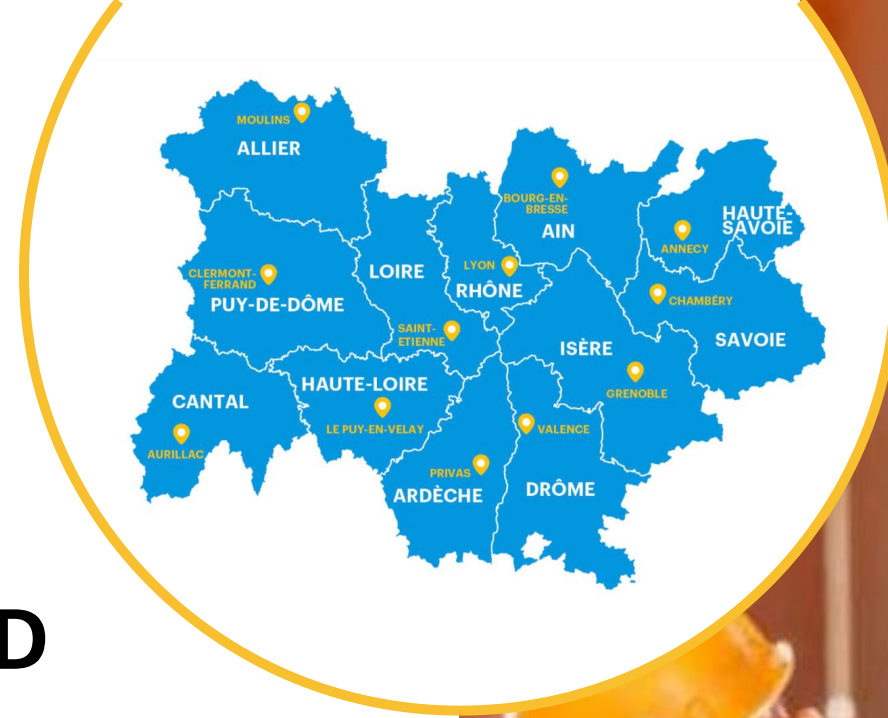 MOULINS
ALLIER
BOURG-EN-
BRESSE
AIN
HAUTE-
SAVOIE
ANNECY
CLERMONT-
FERRAND
PUY-DE-DÔME
LOIRE
LYON
RHÔNE
CHAMBÉRY
SAVOIE
SAINT-
ETIENNE
ISÈRE
GRENOBLE
HAUTE-LOIRE
LE PUY-EN-VELAY
CANTAL
AURILLAC
VALENCE
PRIVAS
ARDÈCHE
DRÔME
D